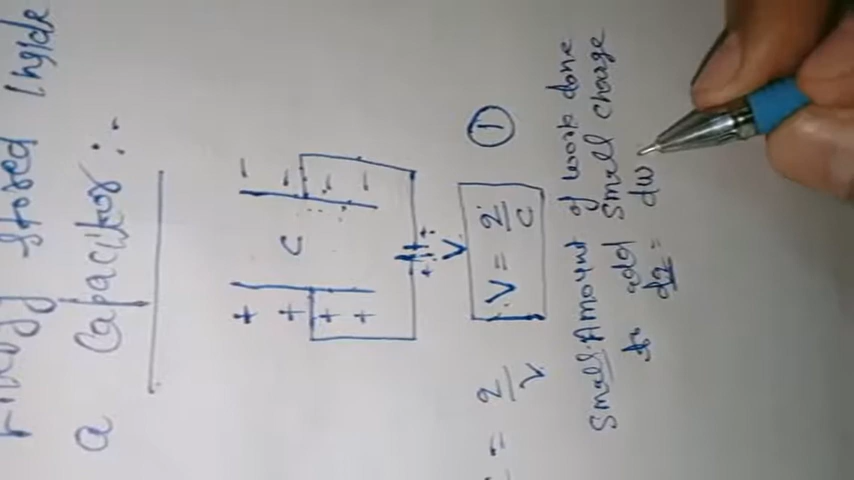 Energy stored Inside
a Capacitor :-
+ + + +
C
- - - -
V
C = q/V
V = q/C
①
Small Amount of work done
to add small charge
dq = dw